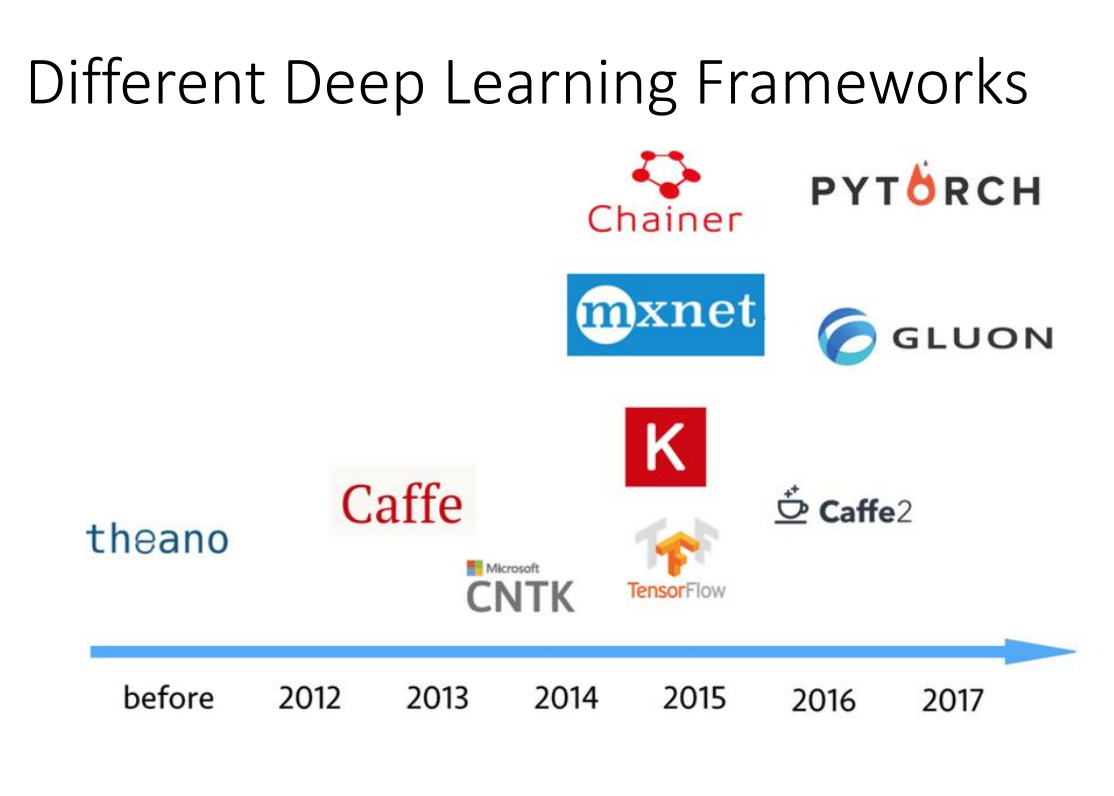 Different Deep Learning Frameworks
Chainer
PYTORCH
mxnet
GLUON
K
Caffe
Caffe2
theano
Microsoft
CNTK
TensorFlow
before 2012 2013 2014 2015 2016 2017